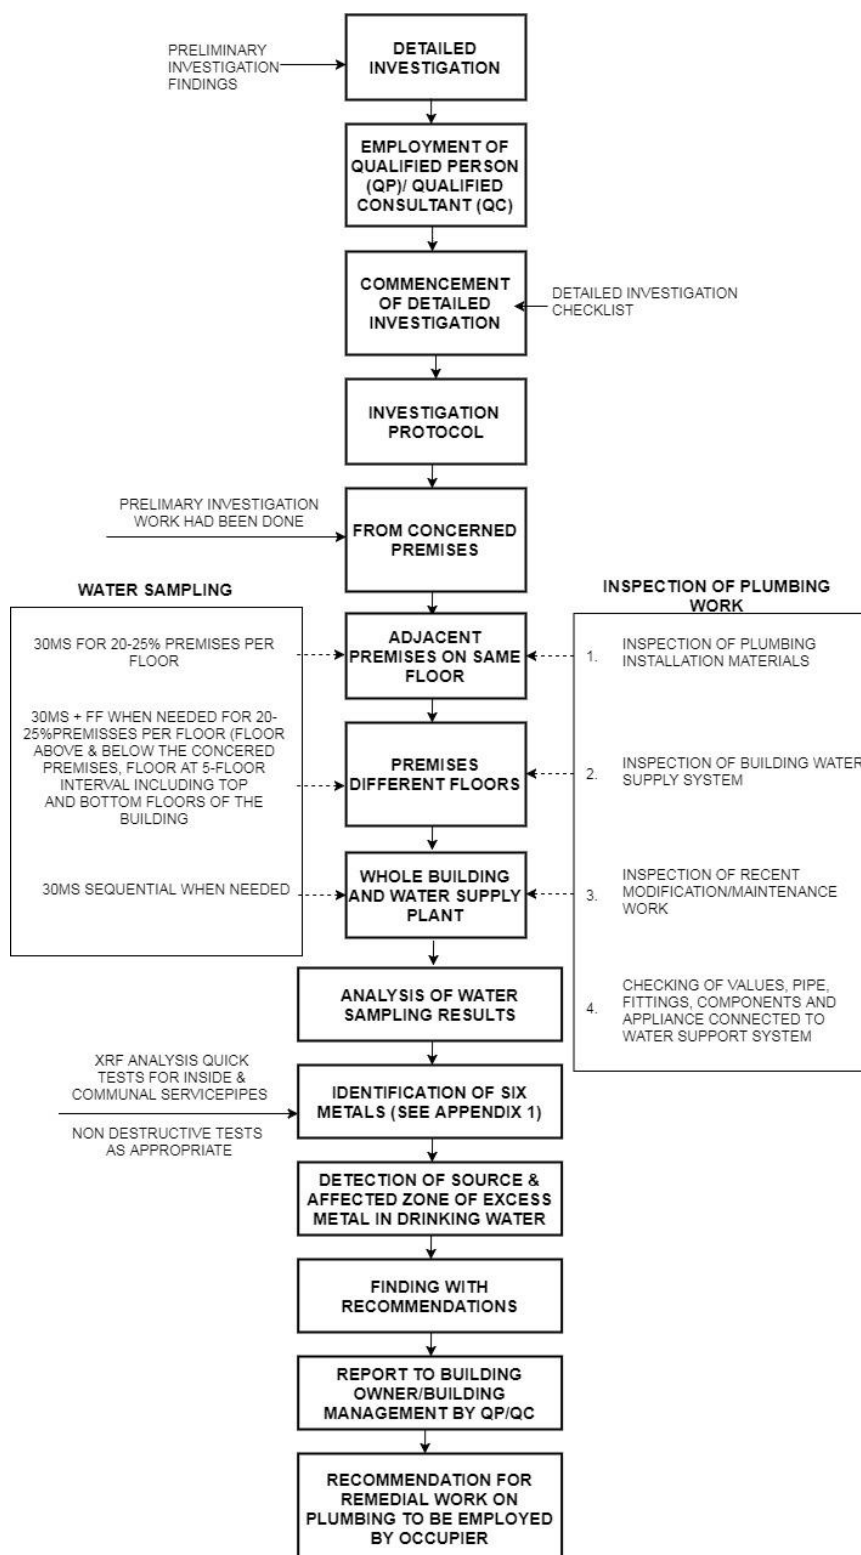 DETAILED
INVESTIGATION
PRELIMINARY
INVESTIGATION
FINDINGS
EMPLOYMENT OF
QUALIFIED PERSON
(QP)/ QUALIFIED
CONSULTANT (QC)
COMMENCEMENT
OF DETAILED
INVESTIGATION
DETAILED INVESTIGATION
CHECKLIST
INVESTIGATION
PROTOCOL
PRELIMARY INVESTIGATION
WORK HAD BEEN DONE
FROM CONCERNED
PREMISES
WATER SAMPLING
INSPECTION OF PLUMBING
WORK
30MS FOR 20-25% PREMISES PER
FLOOR
ADJACENT
PREMISES ON SAME
FLOOR
1. INSPECTION OF PLUMBING
INSTALLATION MATERIALS
30MS + FF WHEN NEEDED FOR 20-
25%PREMISSES PER FLOOR (FLOOR
ABOVE & BELOW THE CONCERED
PREMISES, FLOOR AT 5-FLOOR
INTERVAL INCLUDING TOP
AND BOTTOM FLOORS OF THE
BUILDING
PREMISES
DIFFERENT FLOORS
2. INSPECTION OF BUILDING WATER
SUPPLY SYSTEM
30MS SEQUENTIAL WHEN NEEDED
WHOLE BUILDING
AND WATER SUPPLY
PLANT
3. INSPECTION OF RECENT
MODIFICATION/MAINTENANCE
WORK
ANALYSIS OF WATER
SAMPLING RESULTS
4. CHECKING OF VALUES, PIPE,
FITTINGS, COMPONENTS AND
APPLIANCE CONNECTED TO
WATER SUPPORT SYSTEM
XRF ANALYSIS QUICK
TESTS FOR INSIDE &
COMMUNAL SERVICEPIPES
NON DESTRUCTIVE TESTS
AS APPROPRIATE
IDENTIFICATION OF SIX
METALS (SEE APPENDIX 1)
DETECTION OF SOURCE &
AFFECTED ZONE OF EXCESS
METAL IN DRINKING WATER
FINDING WITH
RECOMMENDATIONS
REPORT TO BUILDING
OWNER/BUILDING
MANAGEMENT BY QP/QC
RECOMMENDATION FOR
REMEDIAL WORK ON
PLUMBING TO BE EMPLOYED
BY OCCUPIER